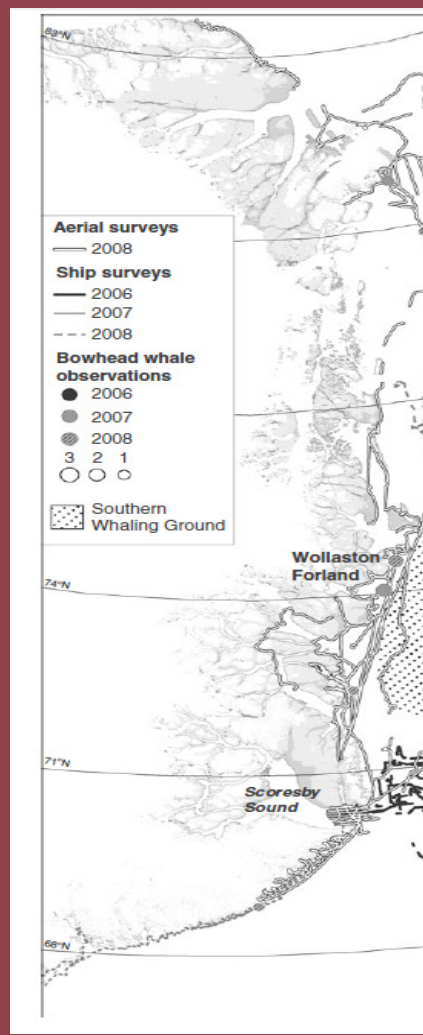 83°N
Aerial surveys
2008
Ship surveys
2006
2007
2008
Bowhead whale
observations
2006
2007
2008
3 2 1
Southern
Whaling Ground
Wollaston
Forland
74°N
71°N
Scoresby
Sound
68°N